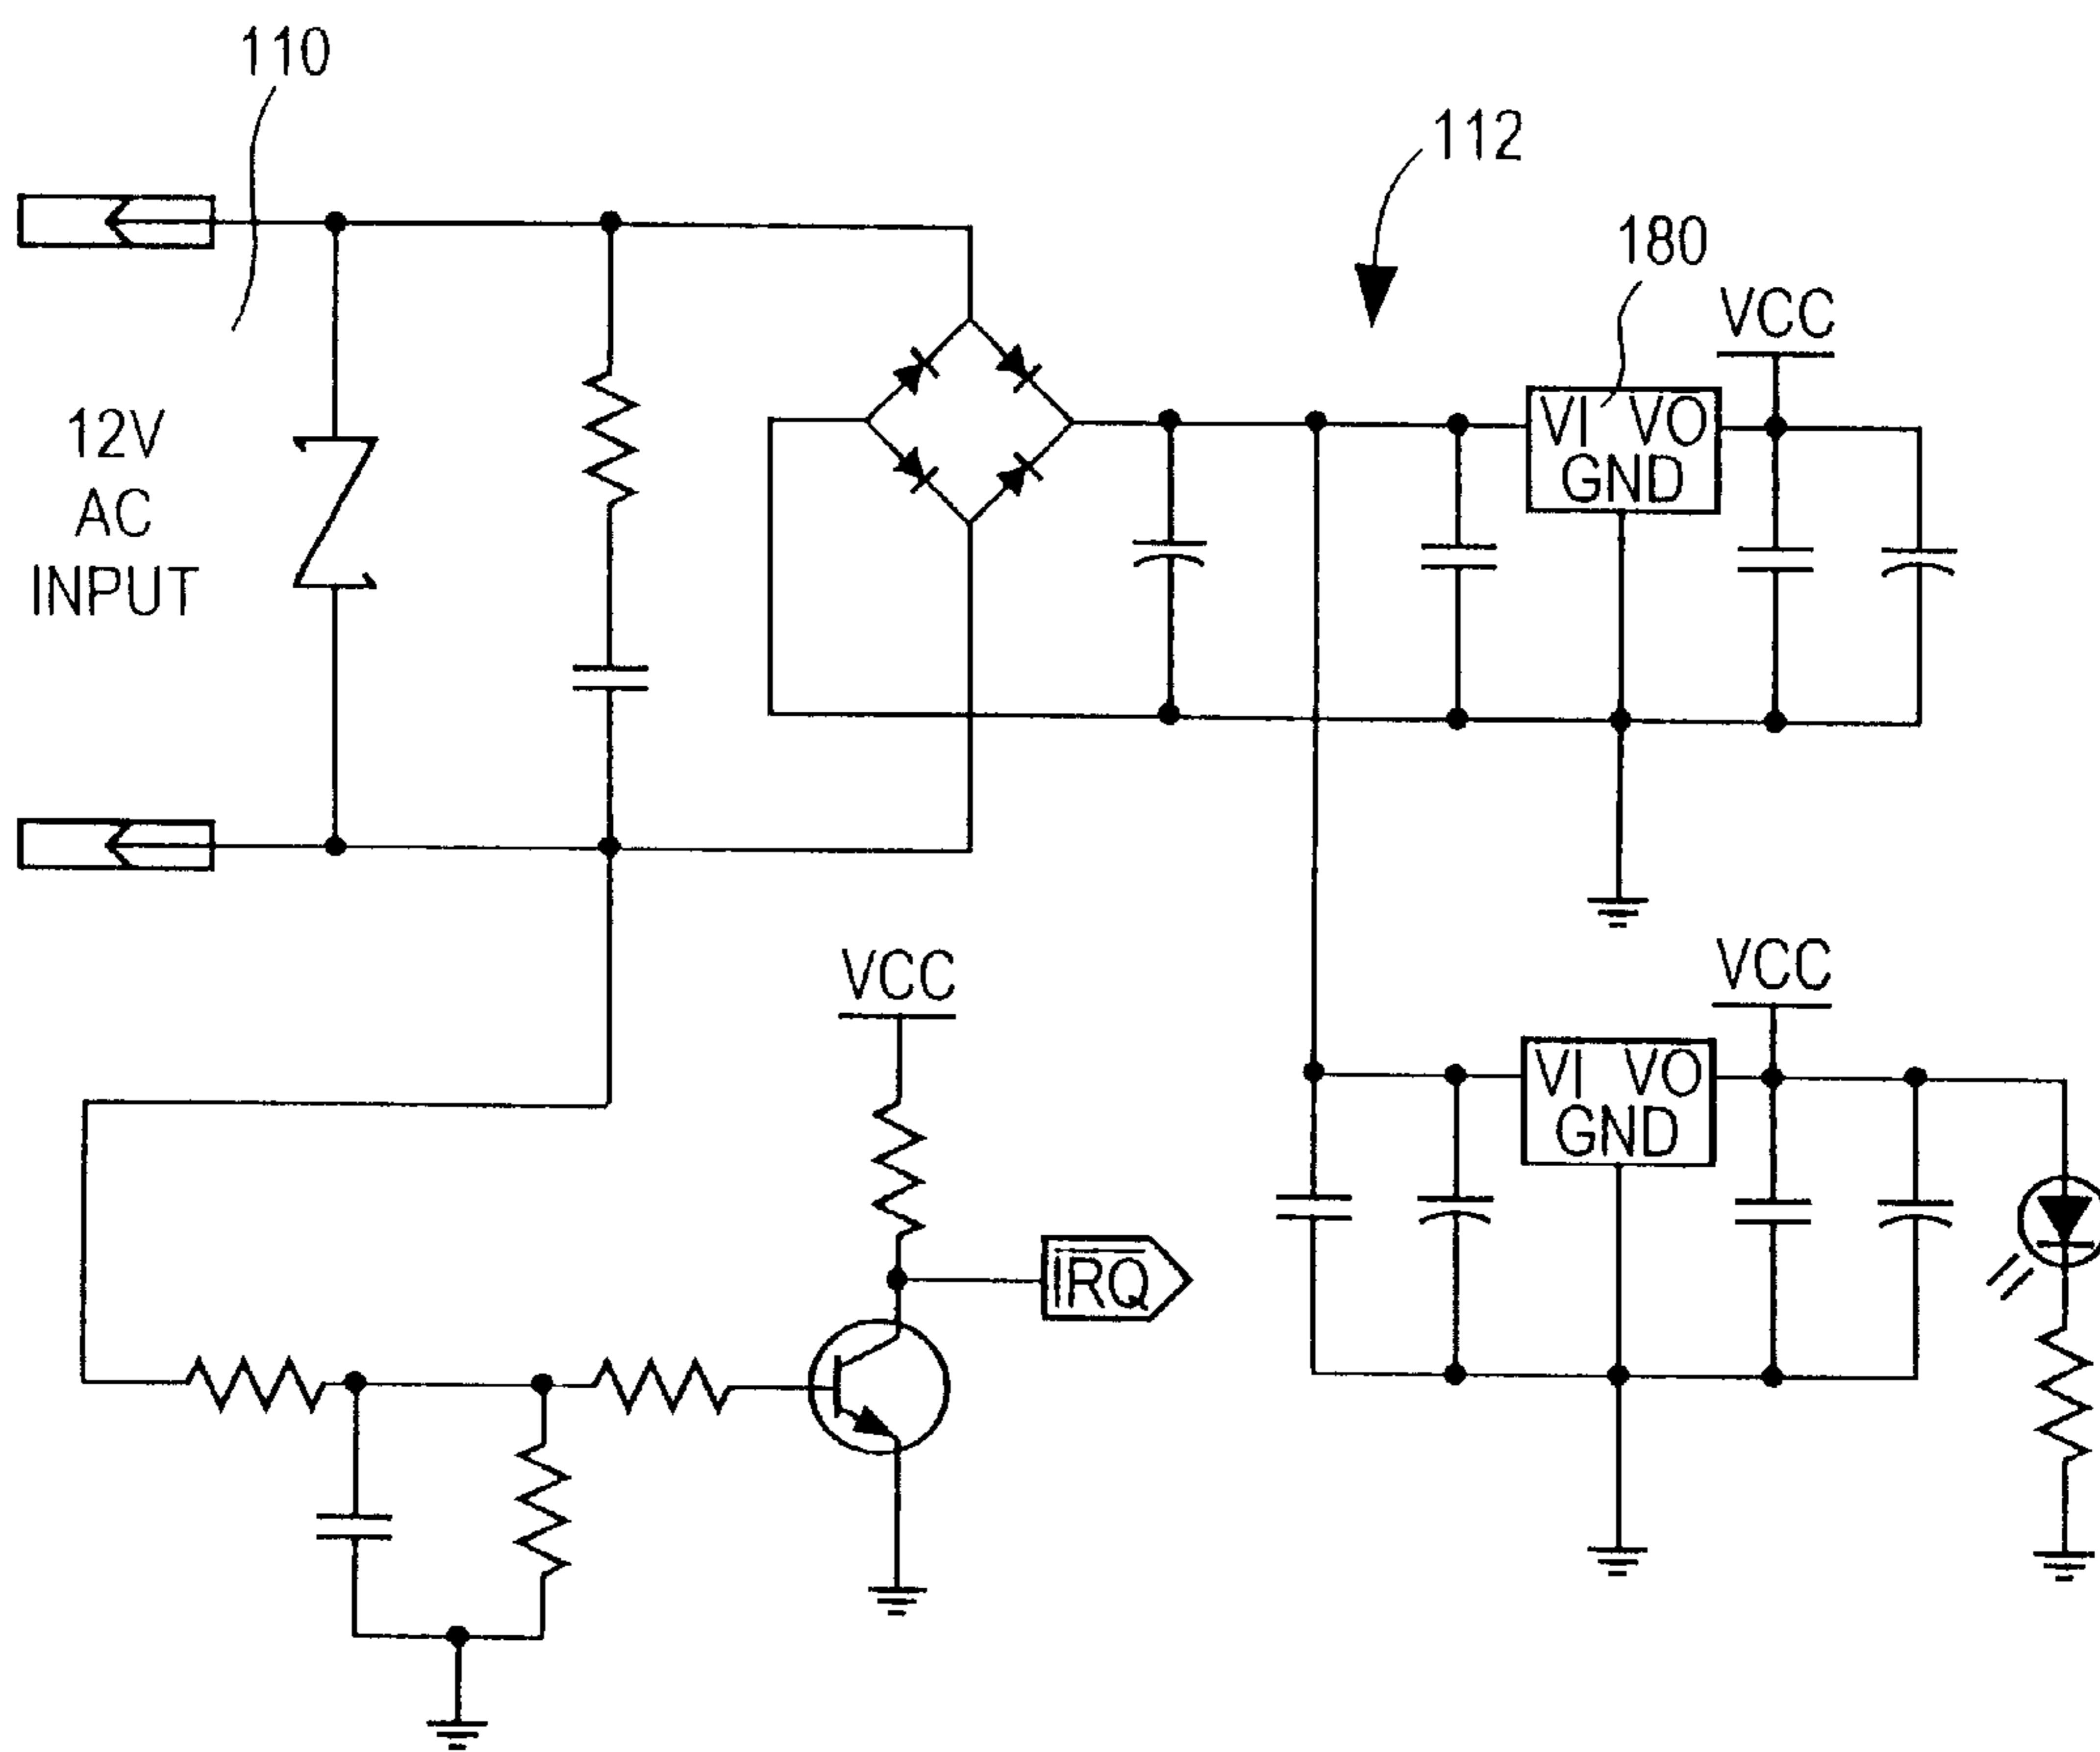 110
112
180
VCC
VI VO
GND
12V
AC
INPUT
VCC
VCC
VI VO
GND
IRQ